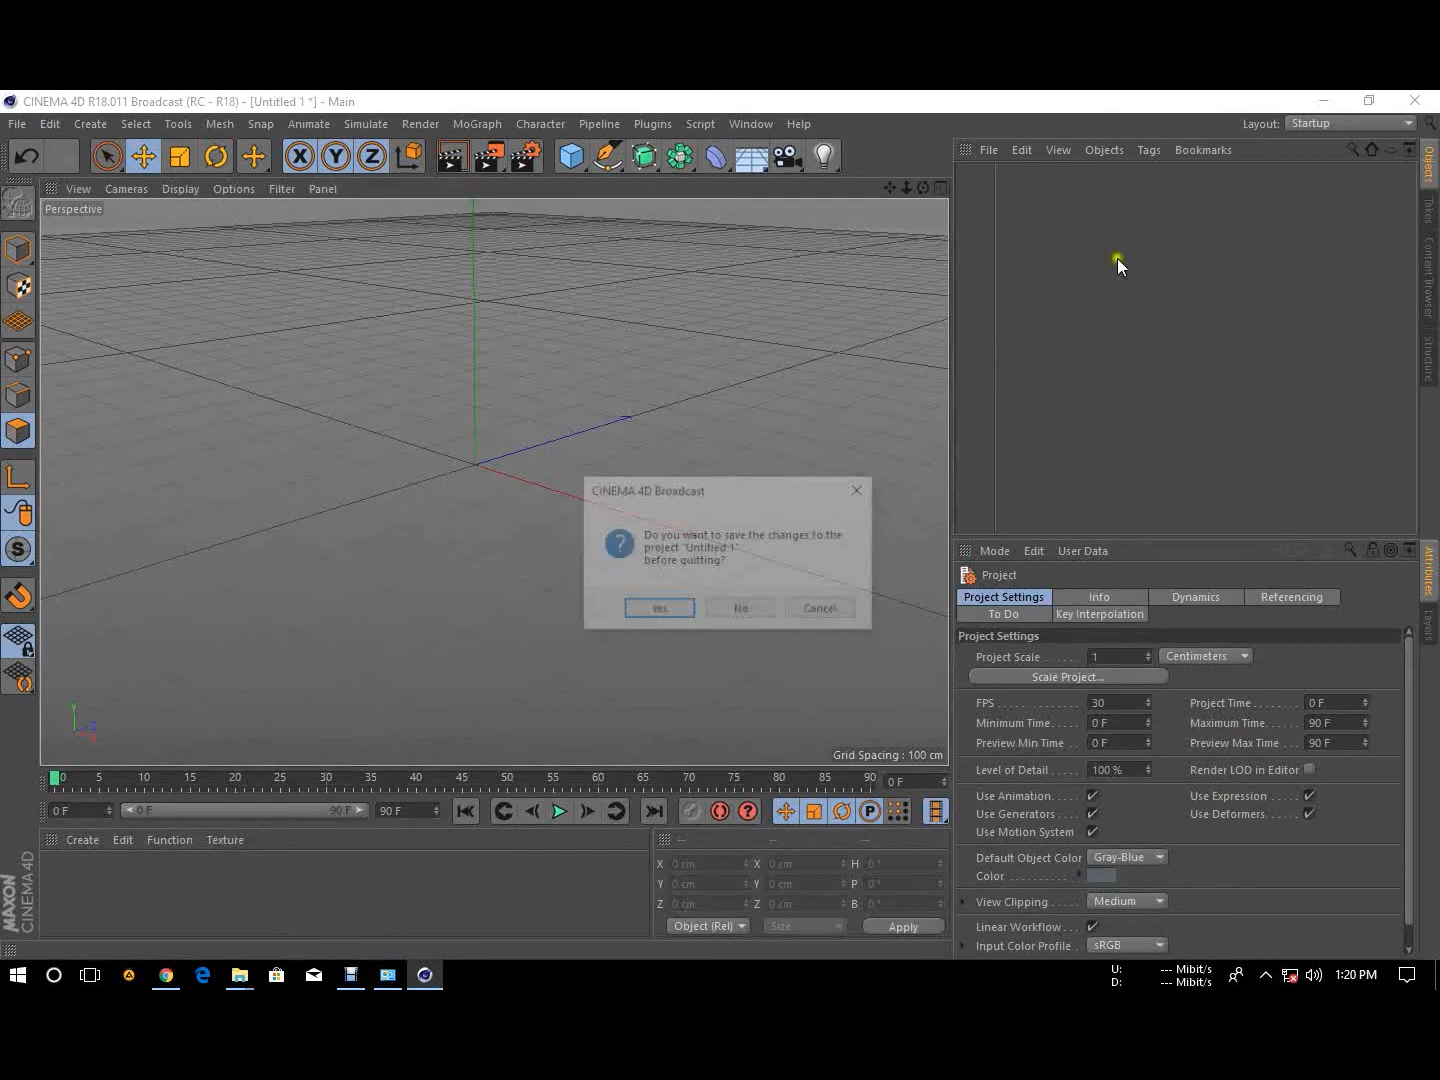 CINEMA 4D R18.011 Broadcast (RC - R18) - [Untitled 1 *] - Main
File Edit Create Select Tools Mesh Snap Animate Simulate Render MoGraph Character Pipeline Plugins Script Window Help
Layout: Startup
File Edit View Objects Tags Bookmarks
View Cameras Display Options Filter Panel
Perspective
Objects
Takes
Content Browser
Structure
CINEMA 4D Broadcast
Do you want to save the changes to the
project "Untitled 1"
before quitting?
Yes No Cancel
Grid Spacing : 100 cm
Mode Edit User Data
Project
Project Settings Info Dynamics Referencing
To Do Key Interpolation
Attributes
Layers
Project Settings
Project Scale . . . . . 1 Centimeters
Scale Project...
FPS . . . . . . . . . . . . . 30 Project Time . . . . . . . . 0 F
Minimum Time. . . . 0 F Maximum Time. . . . . . 90 F
Preview Min Time . . 0 F Preview Max Time . . . 90 F
Level of Detail . . . . . 100 % Render LOD in Editor
Use Animation. . . . Use Expression . . . .
Use Generators . . . . Use Deformers. . . . .
Use Motion System
Default Object Color Gray-Blue
Color . . . . . . . . . .
View Clipping . . . . . Medium
Linear Workflow . . .
Input Color Profile . . sRGB
0 5 10 15 20 25 30 35 40 45 50 55 60 65 70 75 80 85 90 0 F
0 F 0 F 90 F 90 F
Create Edit Function Texture
X 0 cm X 0 cm H 0 °
Y 0 cm Y 0 cm P 0 °
Z 0 cm Z 0 cm B 0 °
Object (Rel) Size Apply
MAXON
CINEMA 4D
U: --- Mibit/s
D: --- Mibit/s
1:20 PM